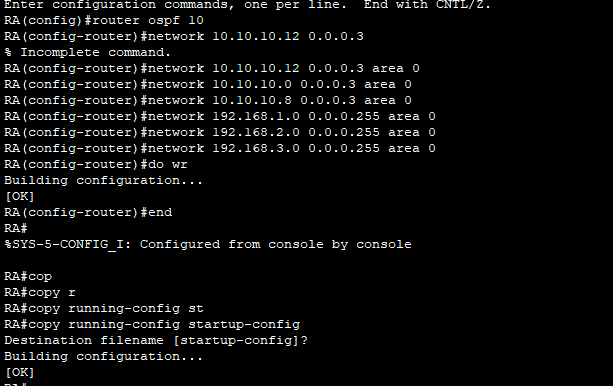 Enter configuration commands, one per line.  End with CNTL/Z.
RA(config)#router ospf 10
RA(config-router)#network 10.10.10.12 0.0.0.3
% Incomplete command.
RA(config-router)#network 10.10.10.12 0.0.0.3 area 0
RA(config-router)#network 10.10.10.0 0.0.0.3 area 0
RA(config-router)#network 10.10.10.8 0.0.0.3 area 0
RA(config-router)#network 192.168.1.0 0.0.0.255 area 0
RA(config-router)#network 192.168.2.0 0.0.0.255 area 0
RA(config-router)#network 192.168.3.0 0.0.0.255 area 0
RA(config-router)#do wr
Building configuration...
[OK]
RA(config-router)#end
RA#
%SYS-5-CONFIG_I: Configured from console by console
RA#cop
RA#copy r
RA#copy running-config st
RA#copy running-config startup-config
Destination filename [startup-config]?
Building configuration...
[OK]
RA#